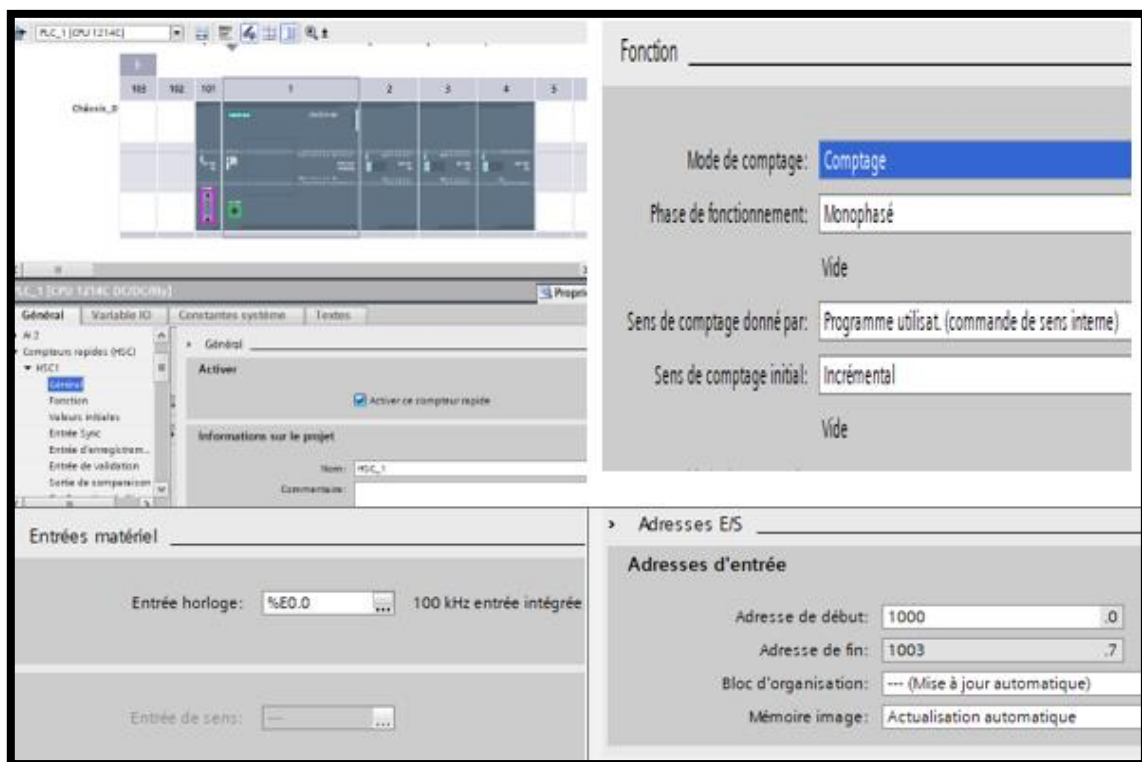 PLC_1 [CPU 1214C]
103 102 101 1 2 3 4 5
Châssis_0
PLC_1 [CPU 1214C DC/DC/Rly]
Propri
Général Variable IO Constantes système Textes
AI 2
Compteurs rapides (HSC)
HSC1
Général
Fonction
Valeurs initiales
Entrée Sync
Entrée d'enregistrem...
Entrée de validation
Sortie de comparaison
Général
Activer
Activer ce compteur rapide
Informations sur le projet
Nom: HSC_1
Commentaire:
Fonction
Mode de comptage: Comptage
Phase de fonctionnement: Monophasé
Vide
Sens de comptage donné par: Programme utilisat. (commande de sens interne)
Sens de comptage initial: Incrémental
Vide
Entrées matériel
Entrée horloge: %E0.0 ... 100 kHz entrée intégrée
Entrée de sens: --- ...
> Adresses E/S
Adresses d'entrée
Adresse de début: 1000 .0
Adresse de fin: 1003 .7
Bloc d'organisation: --- (Mise à jour automatique)
Mémoire image: Actualisation automatique